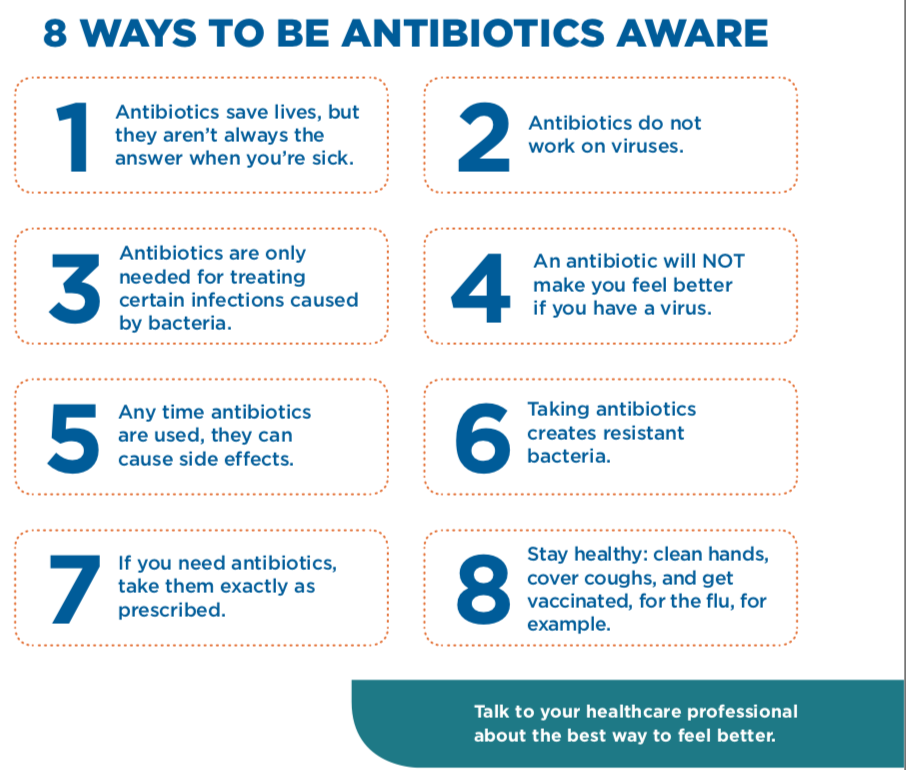 8 WAYS TO BE ANTIBIOTICS AWARE
1
Antibiotics save lives, but
they aren’t always the
answer when you’re sick.
2
Antibiotics do not
work on viruses.
3
Antibiotics are only
needed for treating
certain infections caused
by bacteria.
4
An antibiotic will NOT
make you feel better
if you have a virus.
5
Any time antibiotics
are used, they can
cause side effects.
6
Taking antibiotics
creates resistant
bacteria.
7
If you need antibiotics,
take them exactly as
prescribed.
8
Stay healthy: clean hands,
cover coughs, and get
vaccinated, for the flu, for
example.
Talk to your healthcare professional
about the best way to feel better.